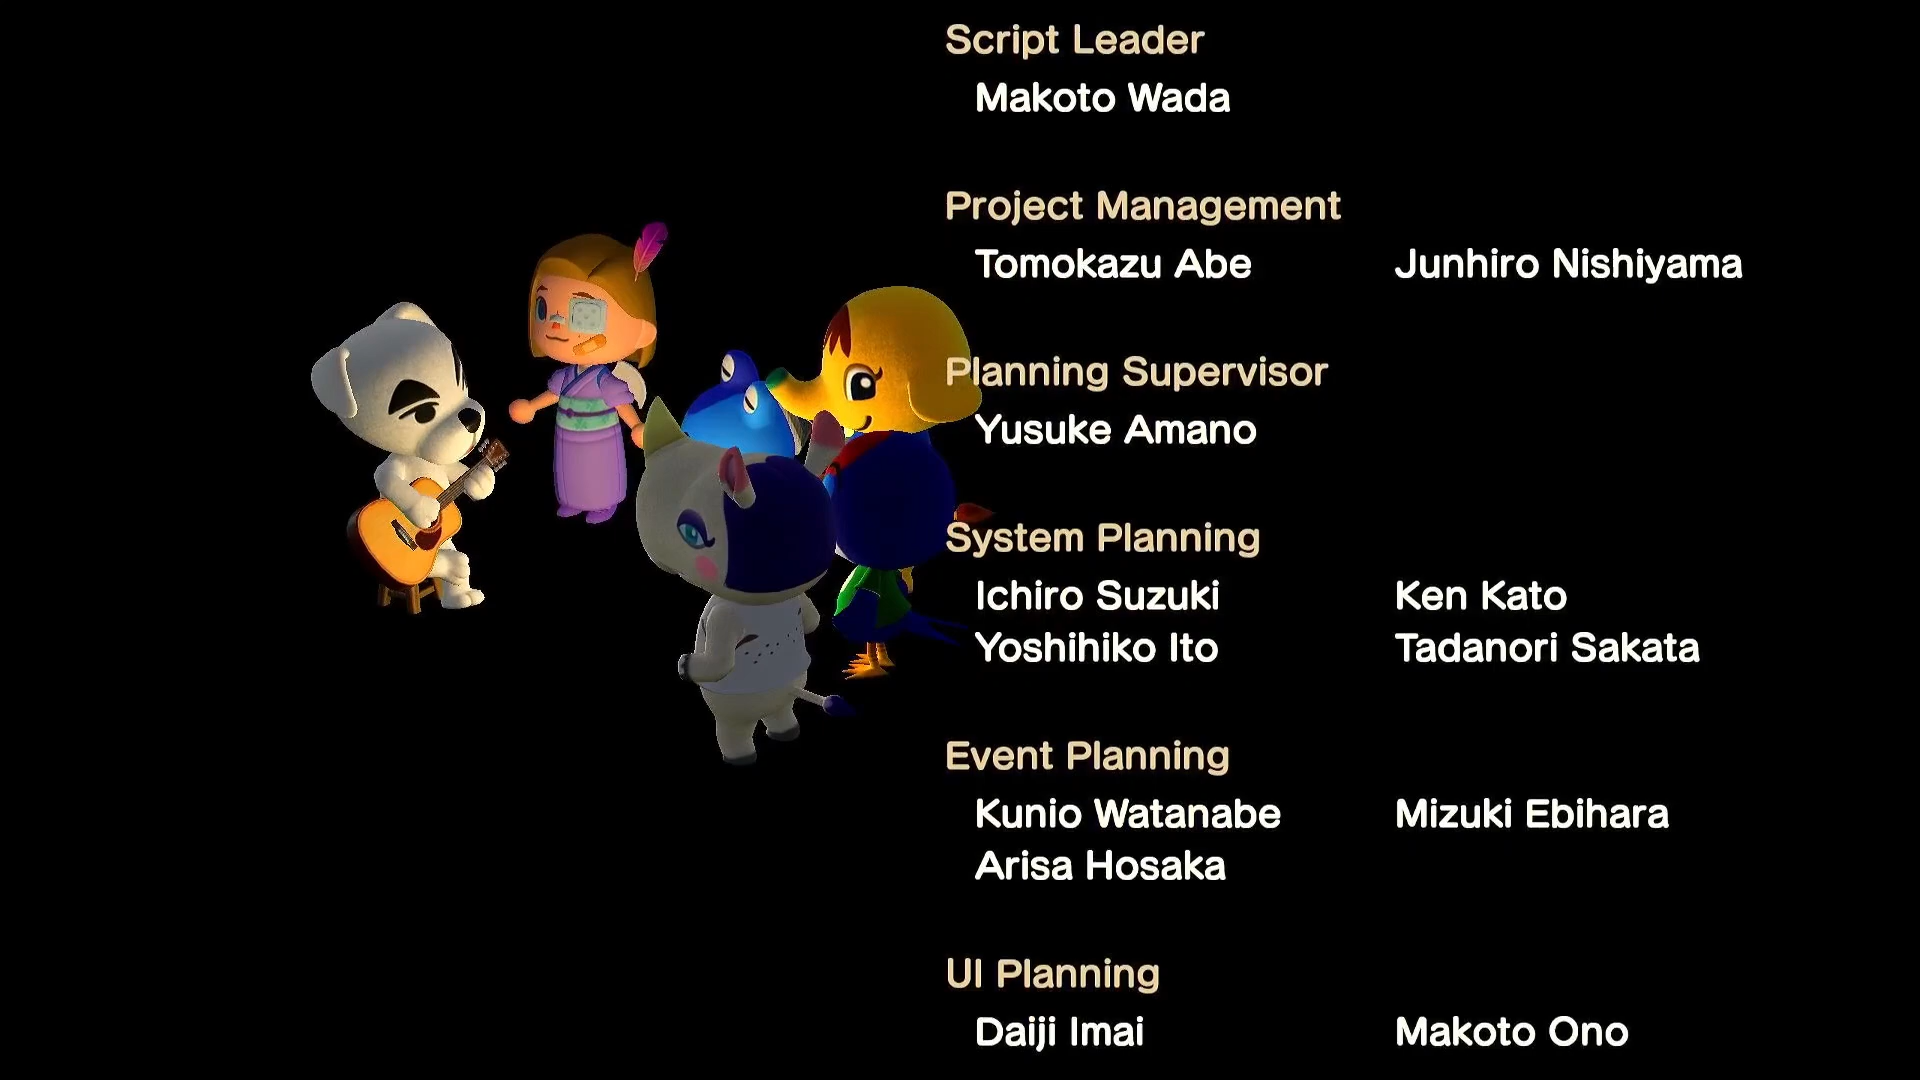 Script Leader
Makoto Wada
Project Management
Tomokazu Abe Junhiro Nishiyama
Planning Supervisor
Yusuke Amano
System Planning
Ichiro Suzuki Ken Kato
Yoshihiko Ito Tadanori Sakata
Event Planning
Kunio Watanabe Mizuki Ebihara
Arisa Hosaka
UI Planning
Daiji Imai Makoto Ono